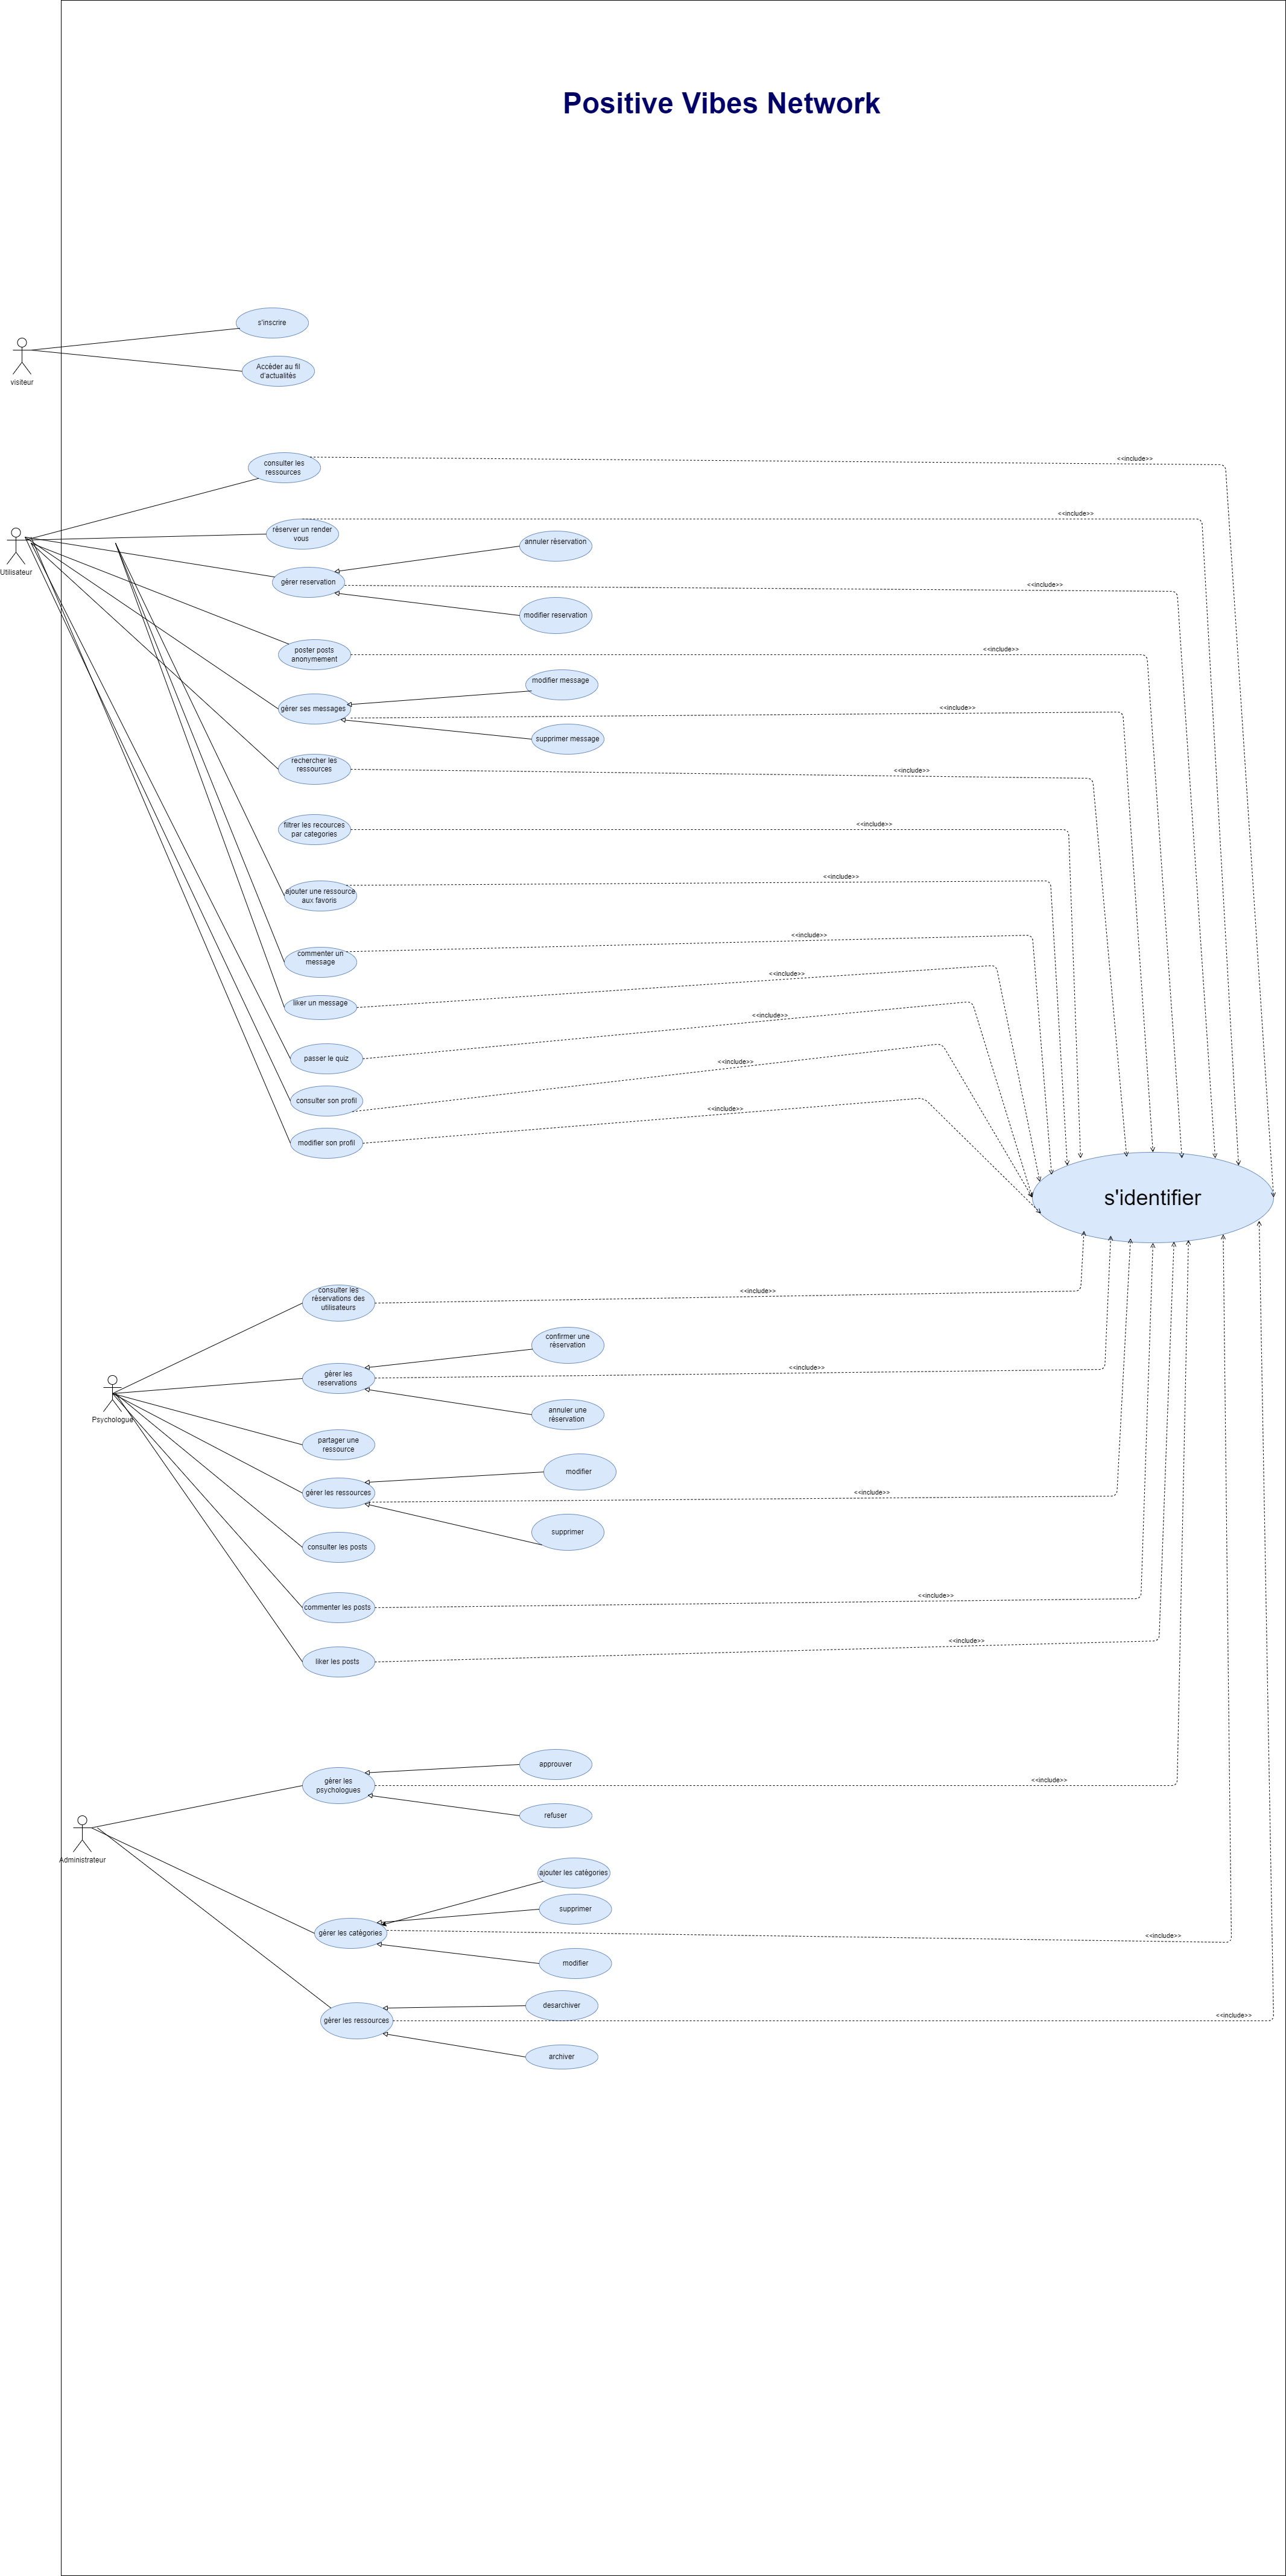 Positive Vibes Network
s'inscrire
Accéder au fil
d'actualités
visiteur
consulter les
ressources
<<include>>
réserver un render
vous
<<include>>
Utilisateur
annuler réservation
gérer reservation
<<include>>
modifier reservation
poster posts
anonymement
<<include>>
modifier message
gérer ses messages
<<include>>
supprimer message
rechercher les
ressources
<<include>>
filtrer les recources
par categories
<<include>>
ajouter une ressource
aux favoris
<<include>>
commenter un
message
<<include>>
liker un message
<<include>>
passer le quiz
<<include>>
consulter son profil
<<include>>
modifier son profil
<<include>>
s'identifier
consulter les
réservations des
utilisateurs
<<include>>
confirmer une
réservation
gérer les
reservations
<<include>>
Psychologue
annuler une
réservation
partager une
ressource
modifier
gérer les ressources
<<include>>
supprimer
consulter les posts
commenter les posts
<<include>>
liker les posts
<<include>>
approuver
gérer les
psychologues
<<include>>
refuser
Administrateur
ajouter les catégories
supprimer
gérer les catégories
<<include>>
modifier
desarchiver
gérer les ressources
<<include>>
archiver